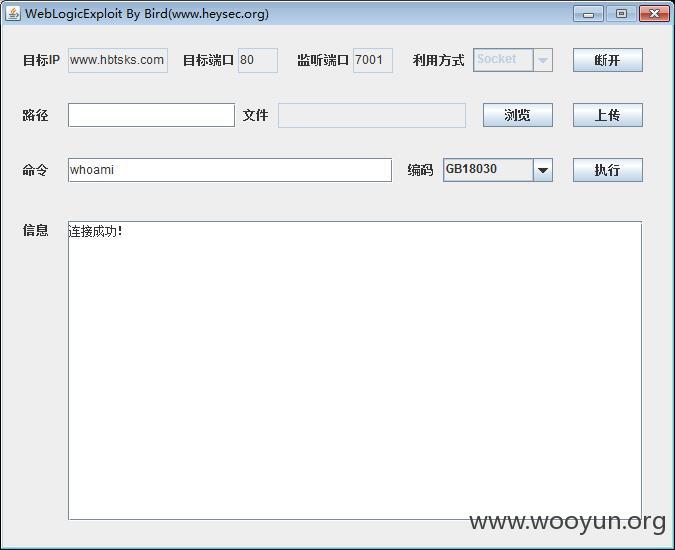 WebLogicExploit By Bird(www.heysec.org)
目标IP www.hbtsks.com 目标端口 80 监听端口 7001 利用方式 Socket 断开
路径 文件 浏览 上传
命令 whoami 编码 GB18030 执行
信息 连接成功!
www.wooyun.org